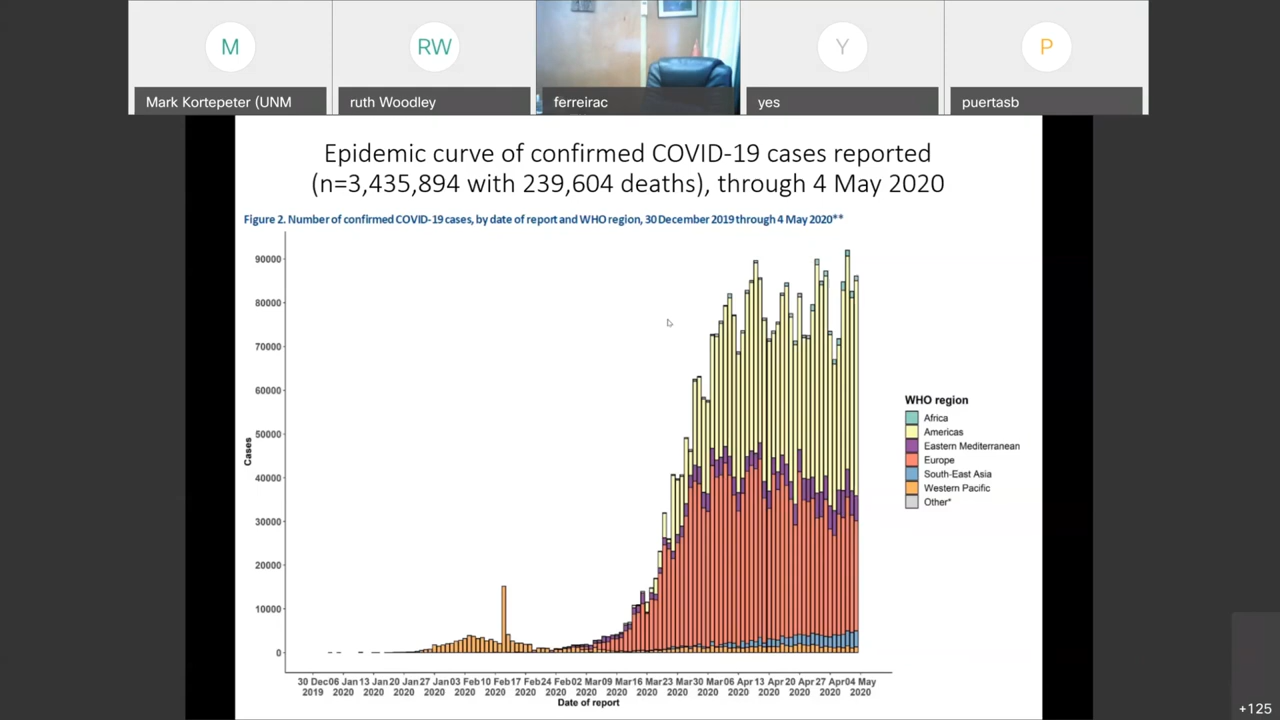 M
RW
Y
P
Mark Kortepeter (UNM
ruth Woodley
ferreirac
yes
puertasb
Epidemic curve of confirmed COVID-19 cases reported
(n=3,435,894 with 239,604 deaths), through 4 May 2020
Figure 2. Number of confirmed COVID-19 cases, by date of report and WHO region, 30 December 2019 through 4 May 2020**
90000
80000
70000
60000
50000
40000
30000
20000
10000
0
Cases
WHO region
Africa
Americas
Eastern Mediterranean
Europe
South-East Asia
Western Pacific
Other*
30 Dec 06 Jan 13 Jan 20 Jan 27 Jan 03 Feb 10 Feb 17 Feb 24 Feb 02 Mar 09 Mar 16 Mar 23 Mar 30 Mar 06 Apr 13 Apr 20 Apr 27 Apr 04 May
2019 2020 2020 2020 2020 2020 2020 2020 2020 2020 2020 2020 2020 2020 2020 2020 2020 2020 2020
Date of report
+125